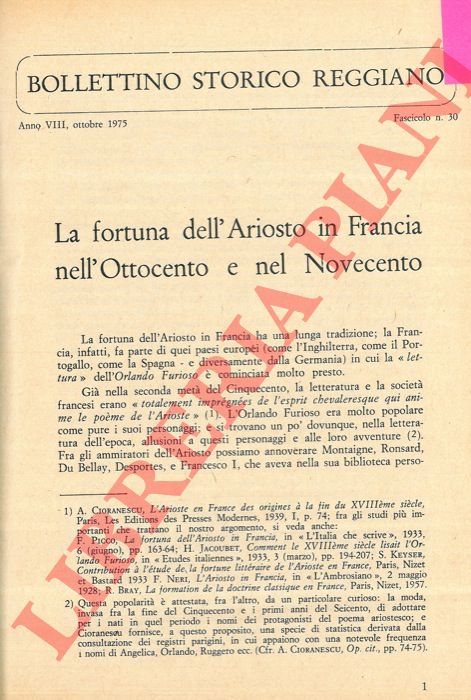 BOLLETTINO STORICO REGGIANO
Anno VIII, ottobre 1975
Fascicolo n. 30
La fortuna dell'Ariosto in Francia
nell'Ottocento e nel Novecento
La fortuna dell'Ariosto in Francia ha una lunga tradizione; la Fran-
cia, infatti, fa parte di quei paesi europei (come l'Inghilterra, come il Por-
togallo, come la Spagna - e diversamente dalla Germania) in cui la « let-
tura » dell'Orlando Furioso è cominciata molto presto.
Già nella seconda metà del Cinquecento, la letteratura e la società
francesi erano « totalement imprégnées de l'esprit chevaleresque qui ani-
me le poème de l'Arioste » (1). L'Orlando Furioso era molto popolare
come pure i suoi personaggi; si trovano un po' dovunque, nella lettera-
tura dell'epoca, allusioni a questi personaggi e alle loro avventure (2).
Fra gli ammiratori dell'Ariosto possiamo annoverare Montaigne, Ronsard,
Du Bellay, Desportes, e Francesco I, che aveva nella sua biblioteca perso-
1) A. CIORANESCU, L'Arioste en France des origines à la fin du XVIIIème siècle,
Paris, Les Editions des Presses Modernes, 1939, I, p. 74; fra gli studi più im-
portanti che trattano il nostro argomento, si veda anche:
F. PICCO, La fortuna dell'Ariosto in Francia, in « L'Italia che scrive », 1933,
6 (giugno), pp. 163-64; H. JACOUBET, Comment le XVIIIème siècle lisait l'Or-
lando Furioso, in « Etudes italiennes », 1933, 3 (marzo), pp. 194-207; S. KEYSER,
Contribution à l'étude de la fortune littéraire de l'Arioste en France, Paris, Nizet
et Bastard 1933 F. NERI, L'Ariosto in Francia, in « L'Ambrosiano », 2 maggio
1928; R. BRAY, La formation de la doctrine classique en France, Paris, Nizet, 1957.
2) Questa popolarità è attestata, fra l'altro, da un particolare curioso: la moda,
invasa fra la fine del Cinquecento e i primi anni del Seicento, di adottare
per i nati in quel periodo i nomi dei protagonisti del poema ariostesco; e
Cioranescu fornisce, a questo proposito, una specie di statistica derivata dalla
consultazione dei registri parigini, in cui appaiono con una notevole frequenza
i nomi di Angelica, Orlando, Ruggero ecc. (Cfr. A. CIORANESCU, Op. cit., pp. 74-75).
1
LIBRERIA PIANI